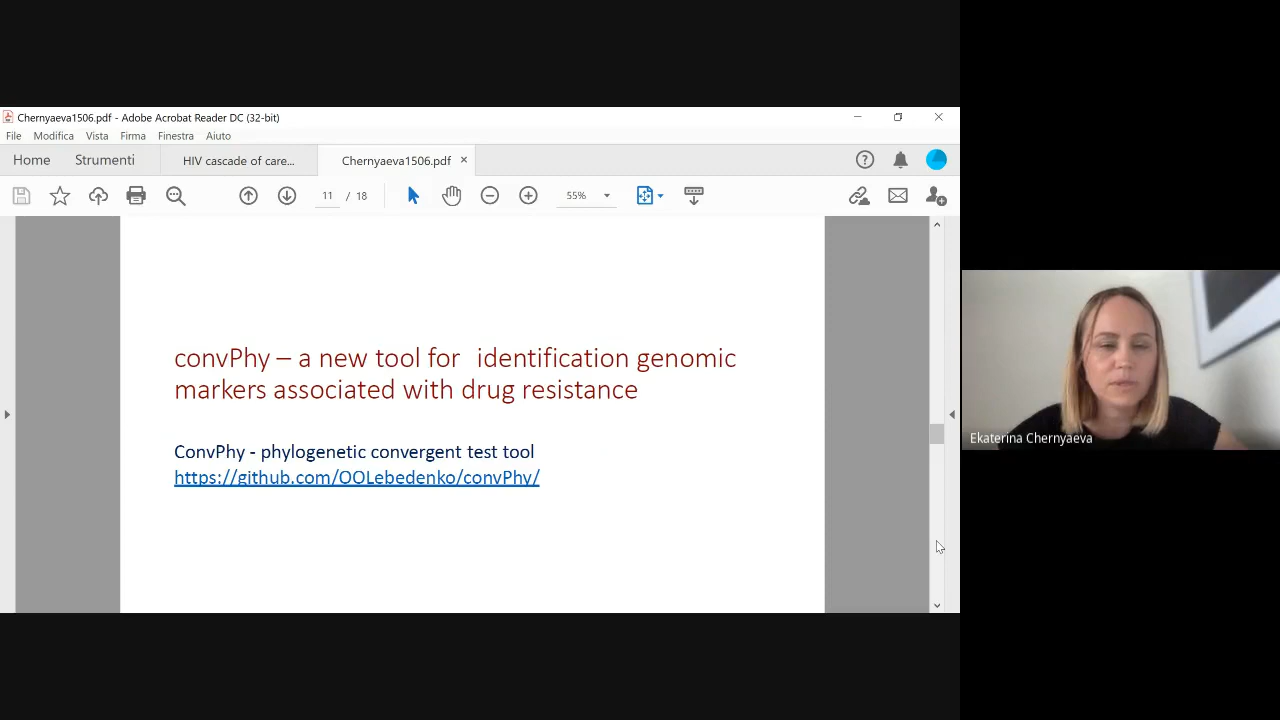 Chernyaeva1506.pdf - Adobe Acrobat Reader DC (32-bit)
File Modifica Vista Firma Finestra Aiuto
Home Strumenti HIV cascade of care... Chernyaeva1506.pdf ×
11 / 18 55%
convPhy – a new tool for identification genomic
markers associated with drug resistance
ConvPhy - phylogenetic convergent test tool
https://github.com/OOLebedenko/convPhy/
Ekaterina Chernyaeva